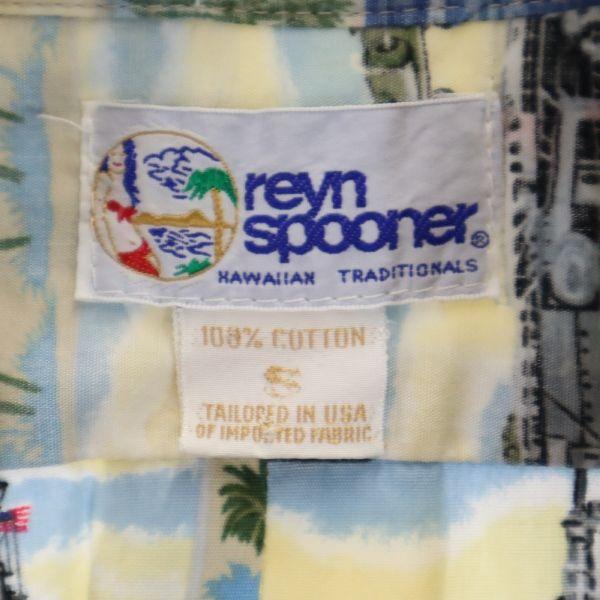 reyn
spooner®
HAWAIIAN TRADITIONALS
100% COTTON
S
TAILORED IN USA
OF IMPORTED FABRIC